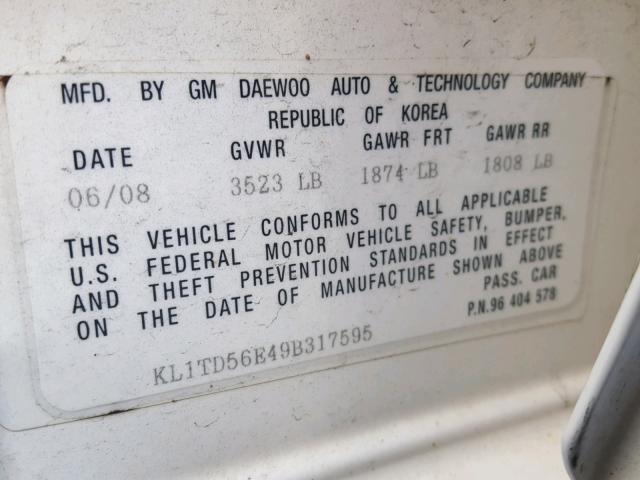 MFD. BY GM DAEWOO AUTO & TECHNOLOGY COMPANY
REPUBLIC OF KOREA
DATE GVWR GAWR FRT GAWR RR
06/08 3523 LB 1874 LB 1808 LB
THIS VEHICLE CONFORMS TO ALL APPLICABLE
U.S. FEDERAL MOTOR VEHICLE SAFETY, BUMPER,
AND THEFT PREVENTION STANDARDS IN EFFECT
ON THE DATE OF MANUFACTURE SHOWN ABOVE
PASS. CAR
P.N.96 404 578
KL1TD56E49B317595